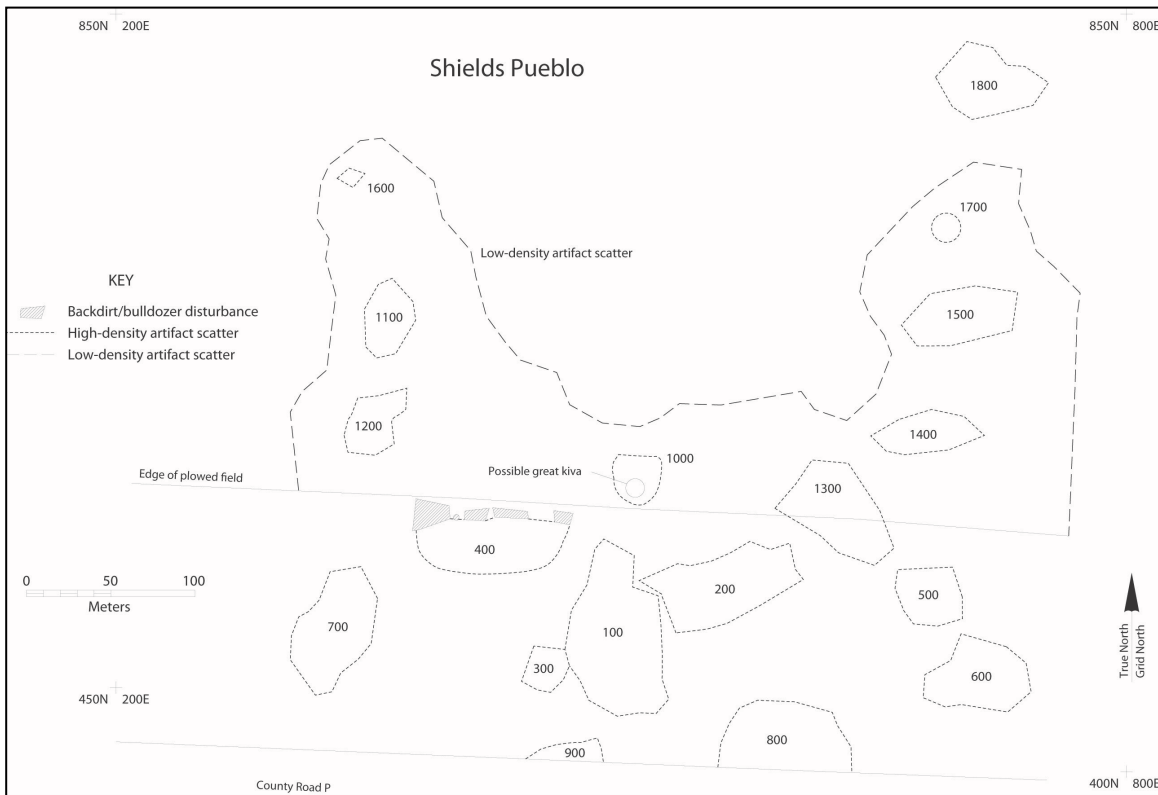 850N 200E
850N 800E
Shields Pueblo
1800
1600
1700
Low-density artifact scatter
KEY
Backdirt/bulldozer disturbance
High-density artifact scatter
Low-density artifact scatter
1100
1500
1200
1400
1000
Possible great kiva
Edge of plowed field
1300
400
0 50 100
Meters
200
500
700
100
300
600
True North
Grid North
450N 200E
800
900
400N 800E
County Road P